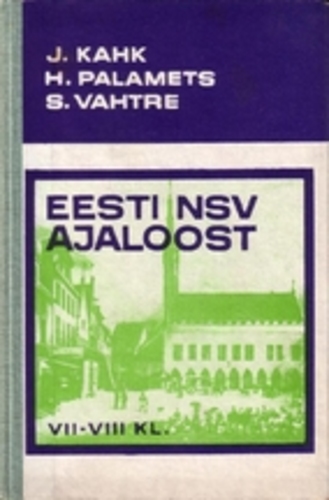 J. KAHK
H. PALAMETS
S. VAHTRE
EESTI NSV
AJALOOST
VII-VIII KL.